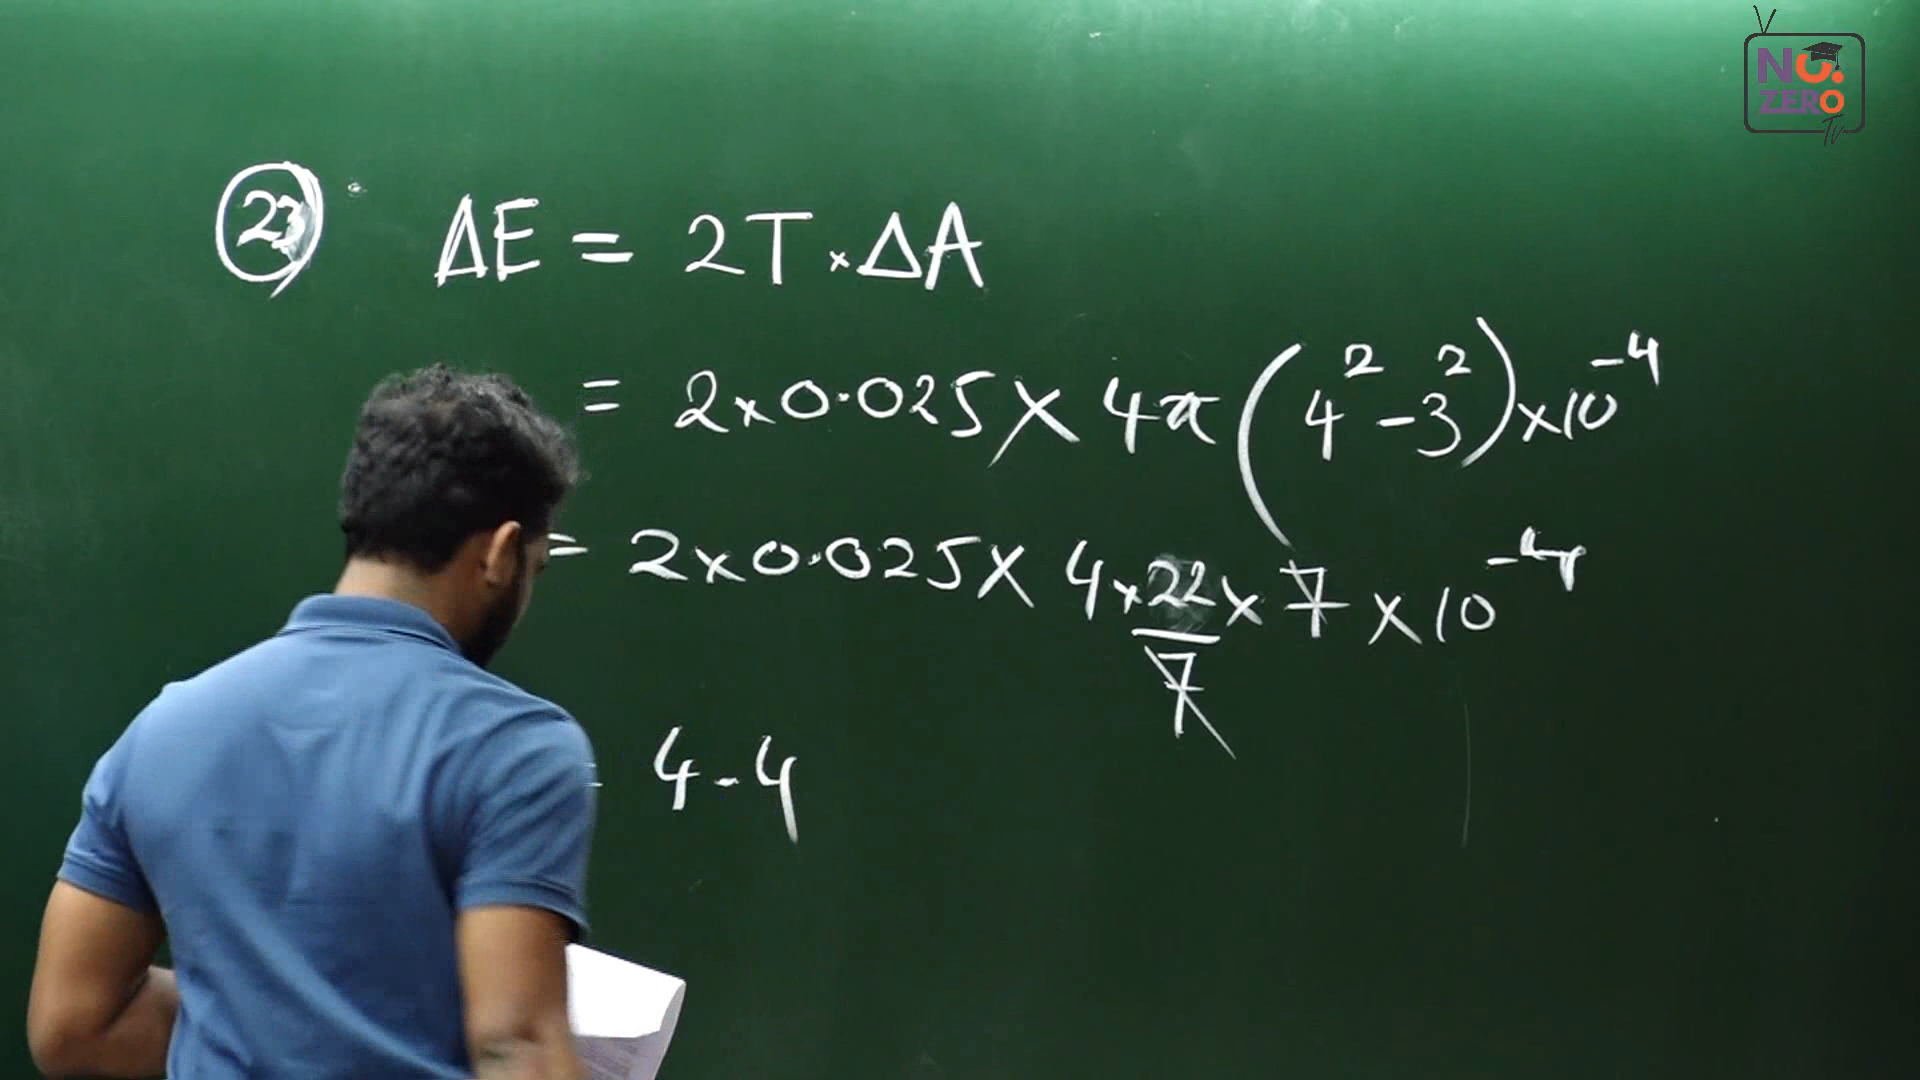 NO.
ZERO
TV
23 ΔE = 2T × ΔA
= 2 × 0.025 × 4π (4² - 3²) × 10⁻⁴
= 2 × 0.025 × 4 × 22/7 × 7 × 10⁻⁴
= 4.4